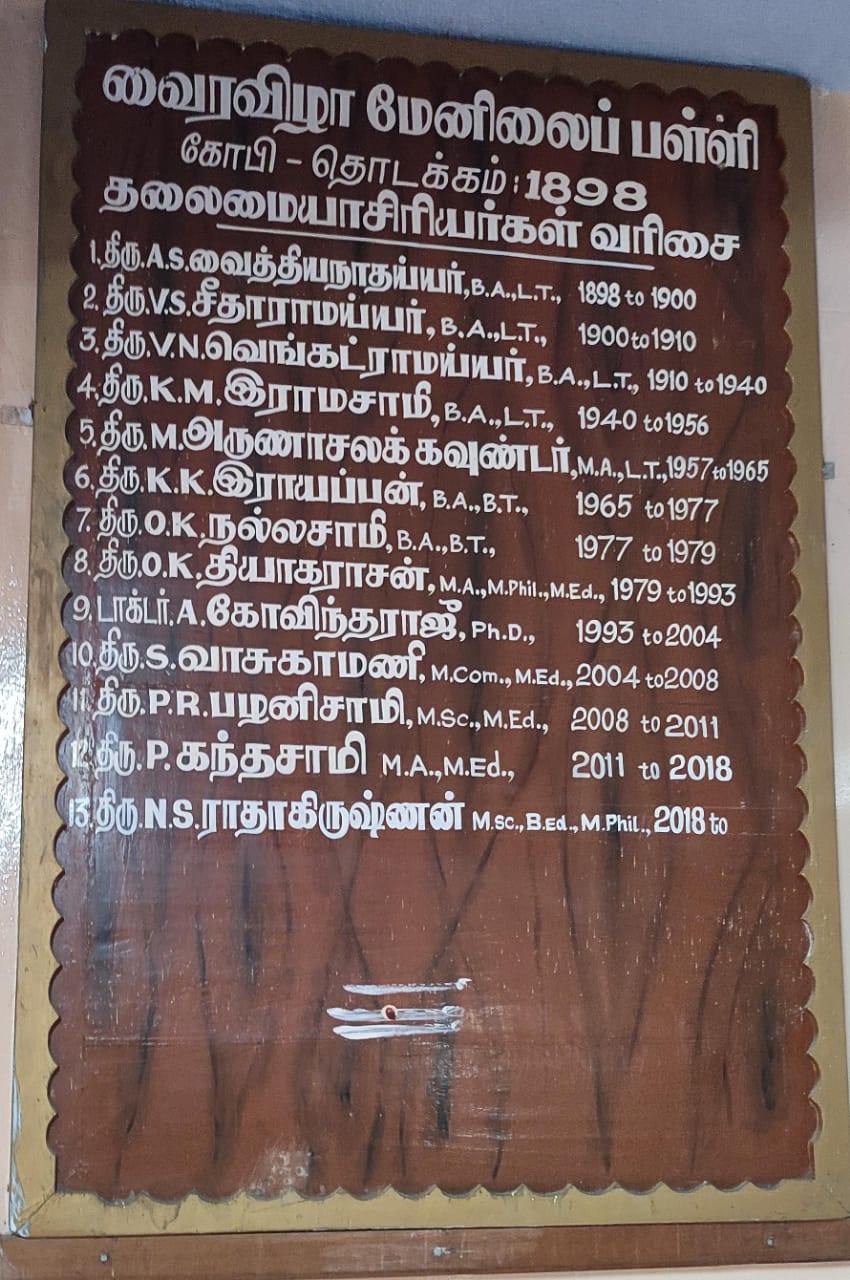 வைரவிழா மேனிலைப் பள்ளி
கோபி - தொடக்கம் : 1898
தலைமையாசிரியர்கள் வரிசை
1, திரு.A.S.வைத்தியநாதய்யர், B.A.,L.T., 1898 to 1900
2. திரு.V.S.சீதாராமய்யர், B.A.,L.T., 1900 to 1910
3. திரு.V.N.வெங்கட்ராமய்யர், B.A.,L.T., 1910 to 1940
4. திரு.K.M.இராமசாமி, B.A.,L.T., 1940 to 1956
5. திரு.M.அருணாசலக் கவுண்டர், M.A.,L.T., 1957 to 1965
6. திரு.K.K.இராயப்பன், B.A.,B.T., 1965 to 1977
7. திரு.O.K.நல்லசாமி, B.A.,B.T., 1977 to 1979
8. திரு.O.K.தியாகராசன், M.A.,M.Phil.,M.Ed., 1979 to 1993
9. டாக்டர்.A.கோவிந்தராஜீ, Ph.D., 1993 to 2004
10. திரு.S.வாசுகாமணி, M.Com.,M.Ed., 2004 to 2008
11. திரு.P.R.பழனிசாமி, M.Sc.,M.Ed., 2008 to 2011
12. திரு.P.கந்தசாமி M.A.,M.Ed., 2011 to 2018
13. திரு.N.S.ராதாகிருஷ்ணன் M.Sc.,B.Ed.,M.Phil., 2018 to